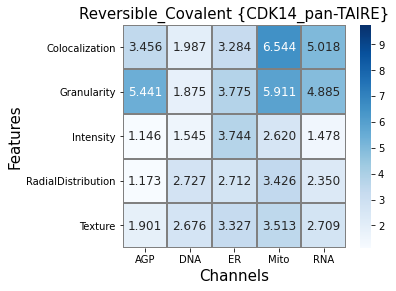 Reversible_Covalent {CDK14_pan-TAIRE}
Colocalization 3.456 1.987 3.284 6.544 5.018
Granularity 5.441 1.875 3.775 5.911 4.885
Intensity 1.146 1.545 3.744 2.620 1.478
RadialDistribution 1.173 2.727 2.712 3.426 2.350
Texture 1.901 2.676 3.327 3.513 2.709
AGP DNA ER Mito RNA
Channels
Features
9
8
7
6
5
4
3
2